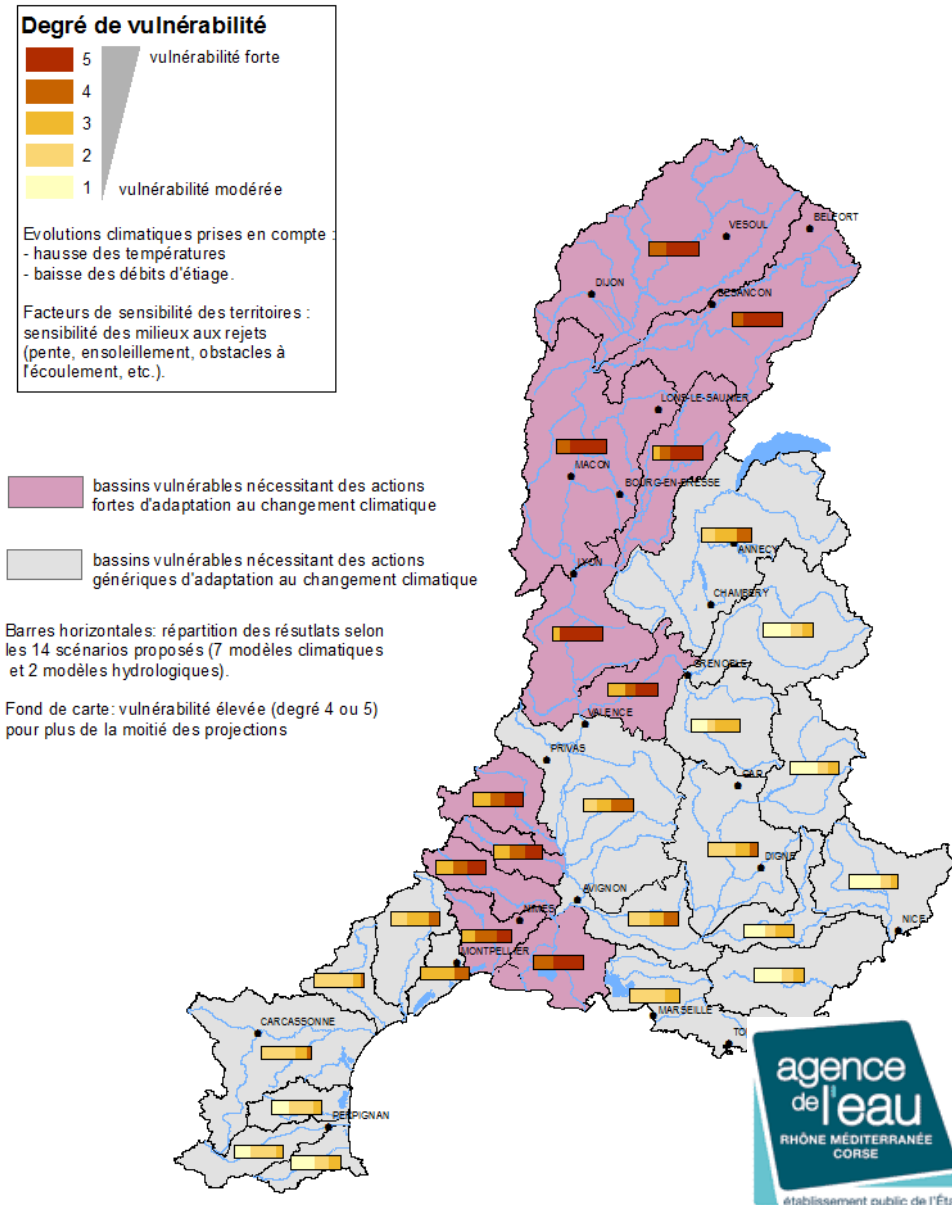 Degré de vulnérabilité
5 vulnérabilité forte
4
3
2
1 vulnérabilité modérée
Evolutions climatiques prises en compte :
- hausse des températures
- baisse des débits d'étiage.
Facteurs de sensibilité des territoires :
sensibilité des milieux aux rejets
(pente, ensoleillement, obstacles à
l'écoulement, etc.).
bassins vulnérables nécessitant des actions
fortes d'adaptation au changement climatique
bassins vulnérables nécessitant des actions
génériques d'adaptation au changement climatique
Barres horizontales: répartition des résutlats selon
les 14 scénarios proposés (7 modèles climatiques
et 2 modèles hydrologiques).
Fond de carte: vulnérabilité élevée (degré 4 ou 5)
pour plus de la moitié des projections
BELFORT
VESOUL
DIJON
BESANCON
LONS-LE-SAUNIER
MACON
BOURG-EN-BRESSE
ANNECY
LYON
CHAMBERY
GRENOBLE
VALENCE
PRIVAS
GAP
DIGNE
AVIGNON
NIMES
NICE
MONTPELLIER
MARSEILLE
TO
CARCASSONNE
PERPIGNAN
agence
de l'eau
RHÔNE MÉDITERRANÉE
CORSE
établissement public de l'Éta